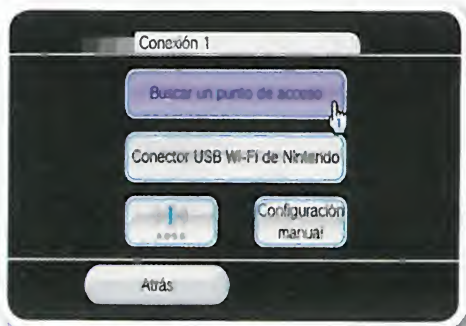 Conexión 1
Buscar un punto de acceso
Conector USB Wi-Fi de Nintendo
Configuración
manual
Atrás